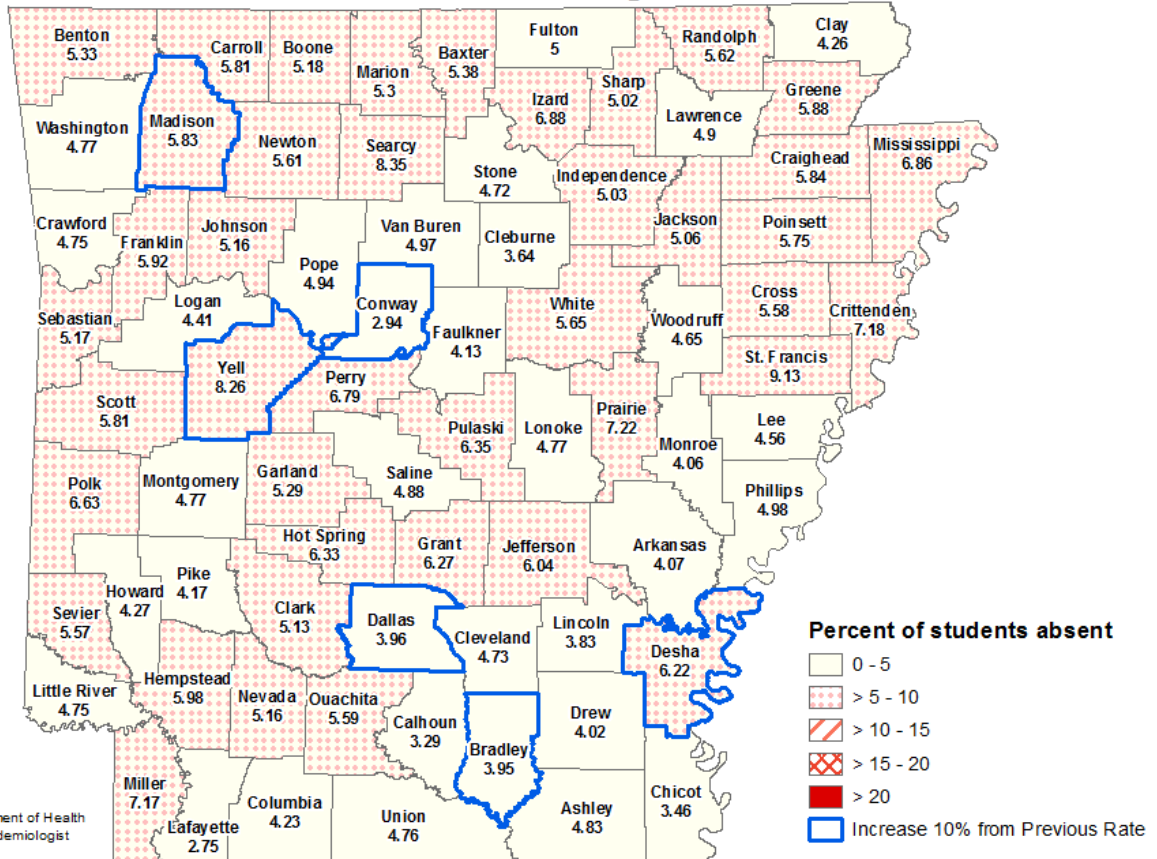 Benton
5.33
Carroll
5.81
Boone
5.18
Marion
5.3
Baxter
5.38
Fulton
5
Randolph
5.62
Clay
4.26
Sharp
5.02
Izard
6.88
Greene
5.88
Lawrence
4.9
Washington
4.77
Madison
5.83
Newton
5.61
Searcy
8.35
Mississippi
6.86
Craighead
5.84
Stone
4.72
Independence
5.03
Jackson
5.06
Poinsett
5.75
Crawford
4.75
Franklin
5.92
Johnson
5.16
Van Buren
4.97
Cleburne
3.64
Pope
4.94
Logan
4.41
Conway
2.94
White
5.65
Cross
5.58
Crittenden
7.18
Sebastian
5.17
Faulkner
4.13
Woodruff
4.65
St. Francis
9.13
Yell
8.26
Perry
6.79
Scott
5.81
Pulaski
6.35
Lonoke
4.77
Prairie
7.22
Lee
4.56
Monroe
4.06
Polk
6.63
Montgomery
4.77
Garland
5.29
Saline
4.88
Phillips
4.98
Hot Spring
6.33
Grant
6.27
Jefferson
6.04
Arkansas
4.07
Pike
4.17
Howard
4.27
Sevier
5.57
Clark
5.13
Dallas
3.96
Cleveland
4.73
Lincoln
3.83
Desha
6.22
Little River
4.75
Hempstead
5.98
Nevada
5.16
Ouachita
5.59
Calhoun
3.29
Bradley
3.95
Drew
4.02
Miller
7.17
Lafayette
2.75
Columbia
4.23
Union
4.76
Ashley
4.83
Chicot
3.46
Percent of students absent
0 - 5
> 5 - 10
> 10 - 15
> 15 - 20
> 20
Increase 10% from Previous Rate
ment of Health
demiologist